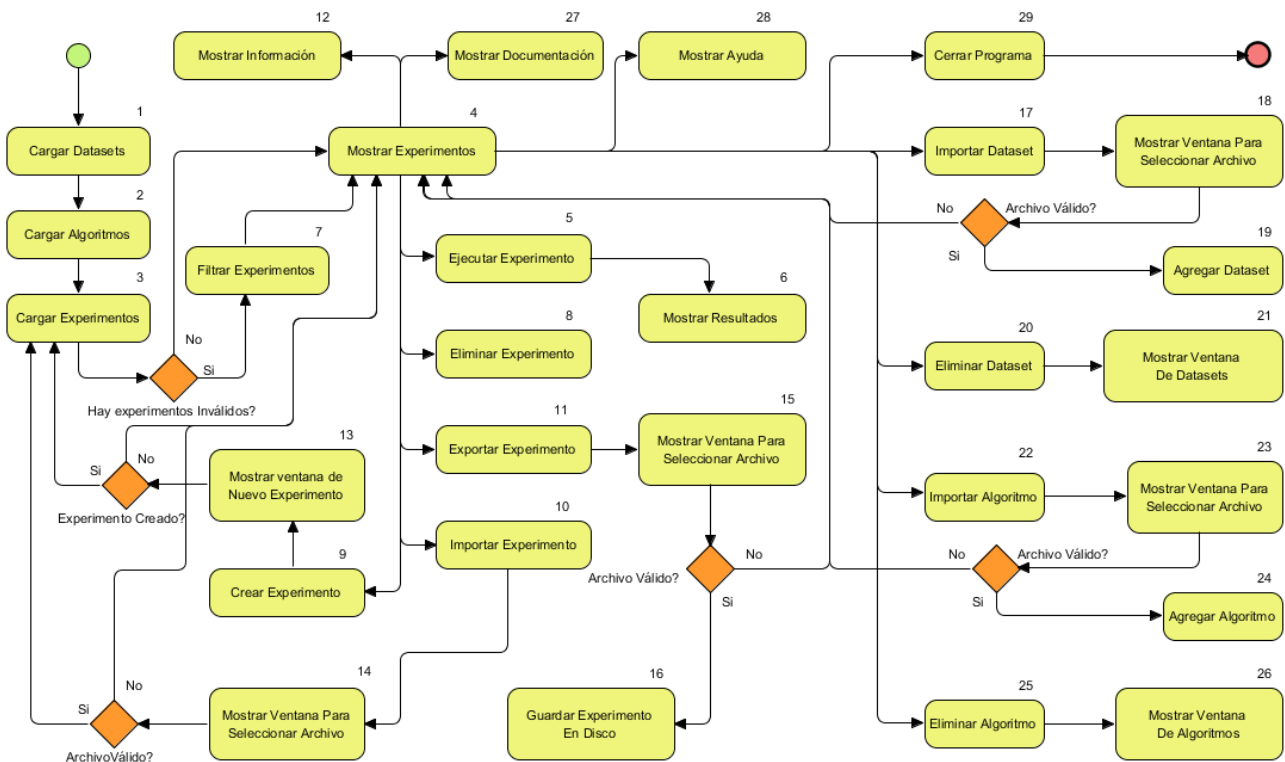 12
27
28
29
Mostrar Información
Mostrar Documentación
Mostrar Ayuda
Cerrar Programa
1
4
17
18
Cargar Datasets
Mostrar Experimentos
Importar Dataset
Mostrar Ventana Para
Seleccionar Archivo
2
Cargar Algoritmos
7
Filtrar Experimentos
5
Ejecutar Experimento
No
Archivo Válido?
Si
19
Agregar Dataset
3
Cargar Experimentos
6
Mostrar Resultados
No
Si
Hay experimentos Inválidos?
8
Eliminar Experimento
20
Eliminar Dataset
21
Mostrar Ventana
De Datasets
11
Exportar Experimento
15
Mostrar Ventana Para
Seleccionar Archivo
13
Mostrar ventana de
Nuevo Experimento
Si
No
Experimento Creado?
22
Importar Algoritmo
23
Mostrar Ventana Para
Seleccionar Archivo
10
Importar Experimento
9
Crear Experimento
Archivo Válido?
No
Si
No
Archivo Válido?
Si
24
Agregar Algoritmo
14
Mostrar Ventana Para
Seleccionar Archivo
No
Si
ArchivoVálido?
16
Guardar Experimento
En Disco
25
Eliminar Algoritmo
26
Mostrar Ventana
De Algoritmos